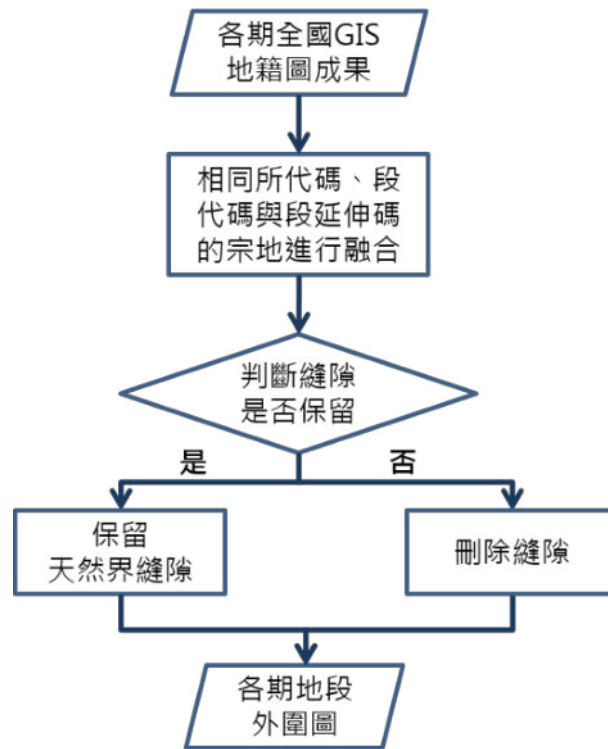 各期全國GIS
地籍圖成果
相同所代碼、段
代碼與段延伸碼
的宗地進行融合
判斷縫隙
是否保留
是
否
保留
天然界縫隙
刪除縫隙
各期地段
外圍圖